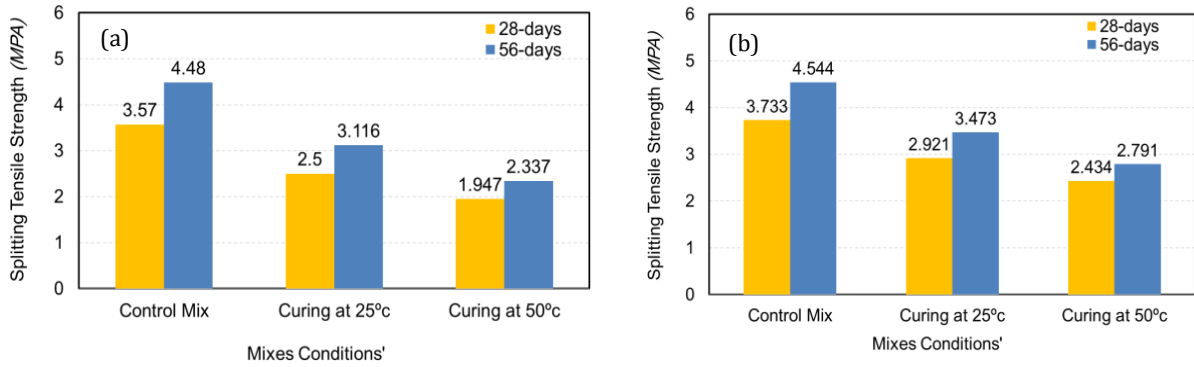 (a)
28-days
56-days
Splitting Tensile Strength (MPA)
6
5
4
3
2
1
0
3.57
4.48
2.5
3.116
1.947
2.337
Control Mix
Curing at 25ºc
Curing at 50ºc
Mixes Conditions'
(b)
28-days
56-days
Splitting Tensile Strength (MPA)
6
5
4
3
2
1
0
3.733
4.544
2.921
3.473
2.434
2.791
Control Mix
Curing at 25ºc
Curing at 50ºc
Mixes Conditions'